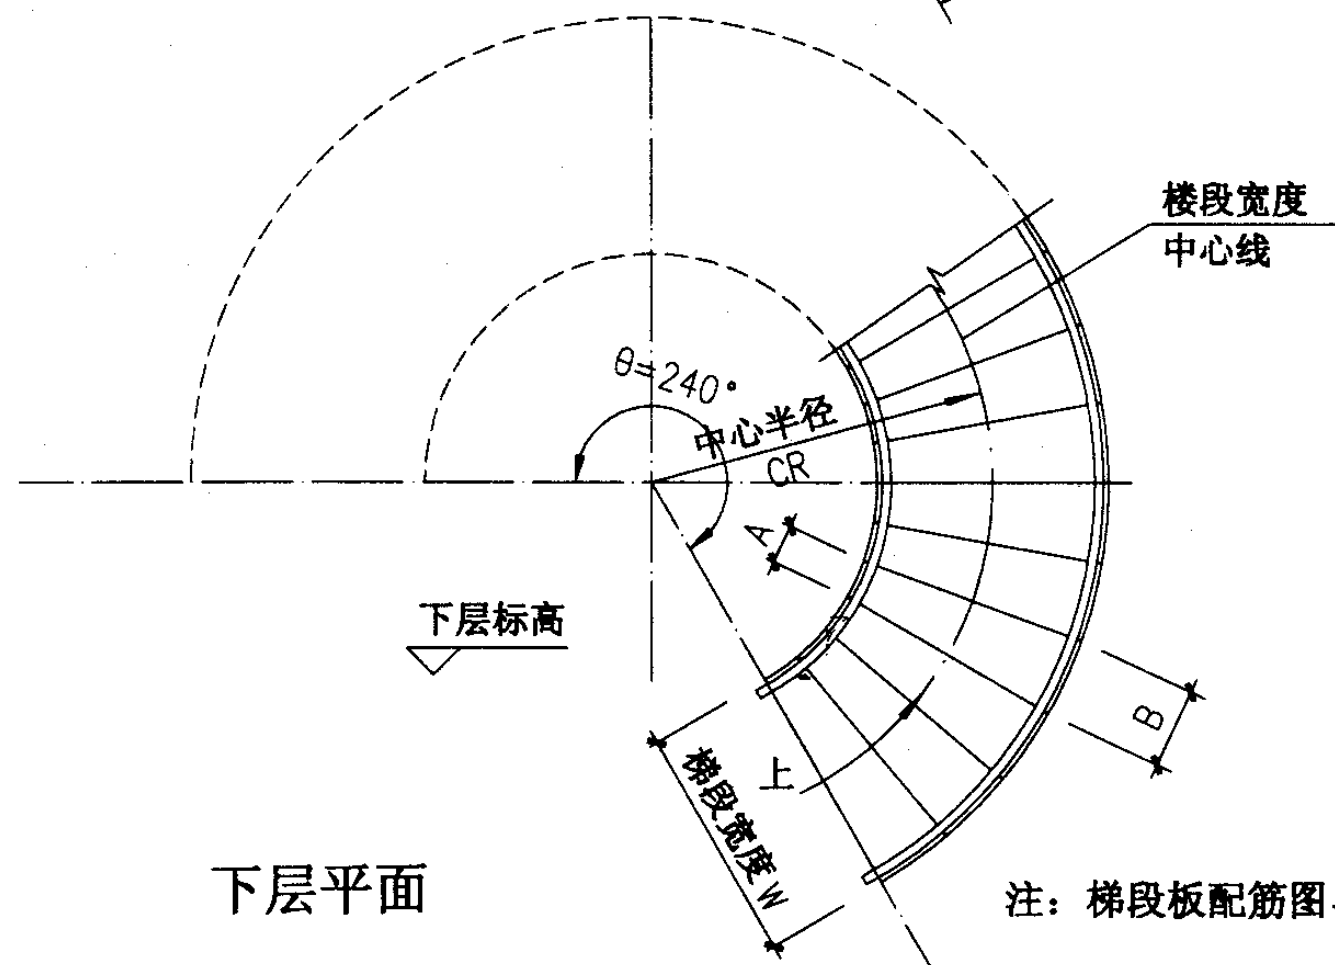 楼段宽度
中心线
θ=240°
中心半径
CR
A
下层标高
B
上
梯段宽度W
下层平面
注：梯段板配筋图